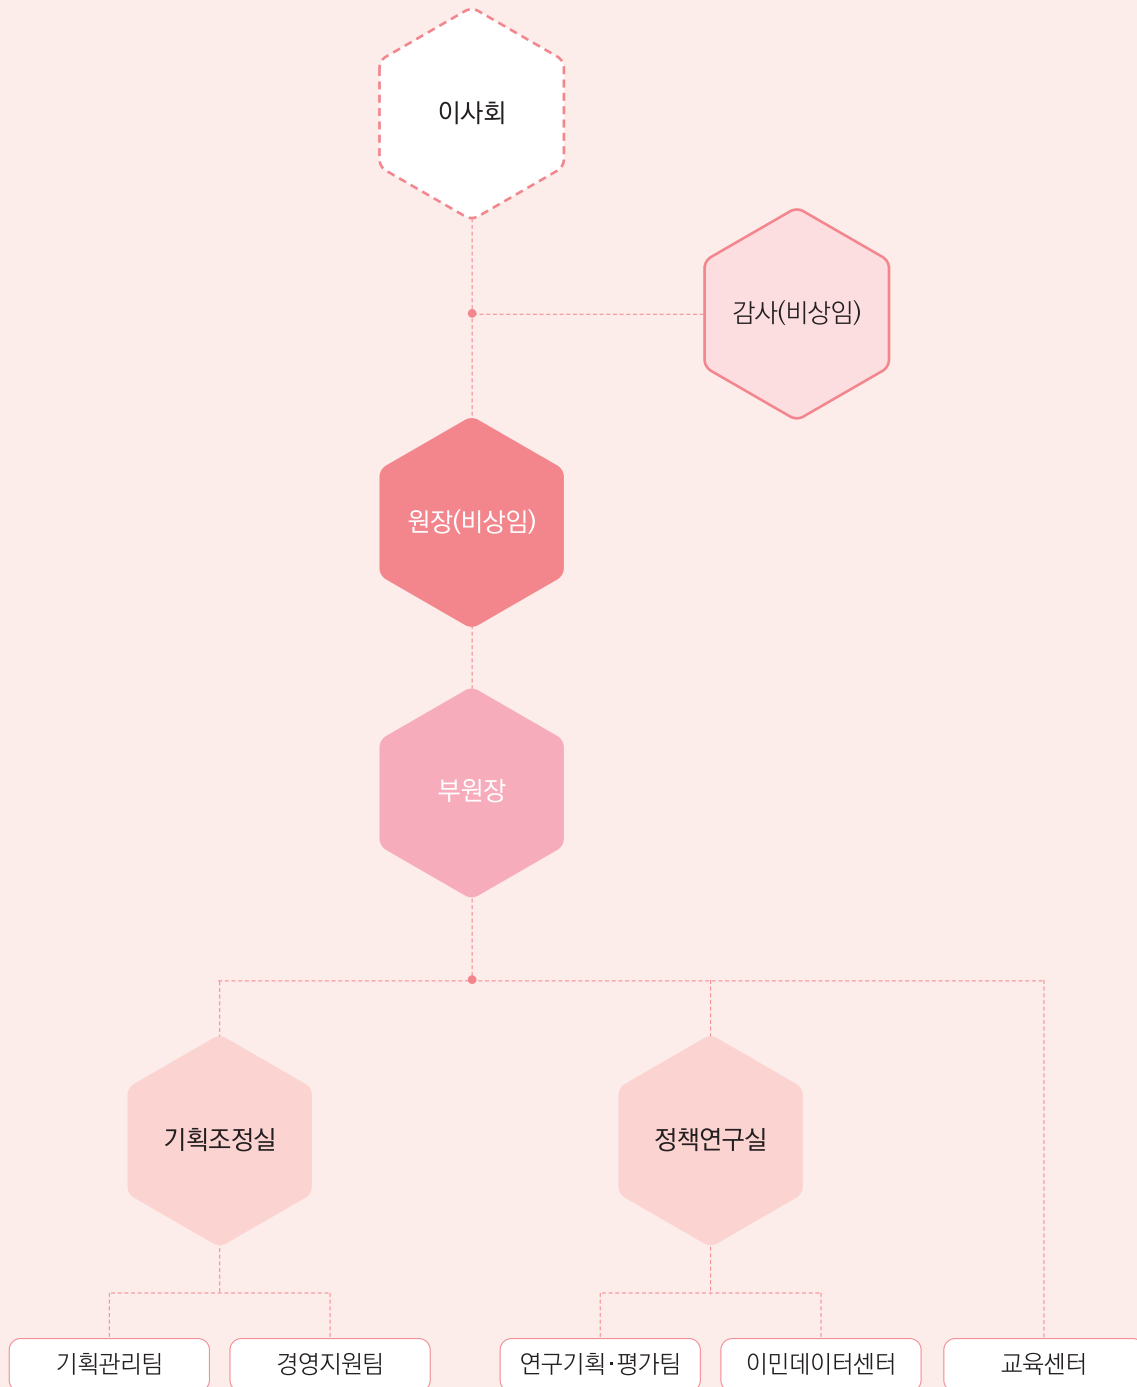 이사회
감사(비상임)
원장(비상임)
부원장
기획조정실
정책연구실
기획관리팀
경영지원팀
연구기획·평가팀
이민데이터센터
교육센터